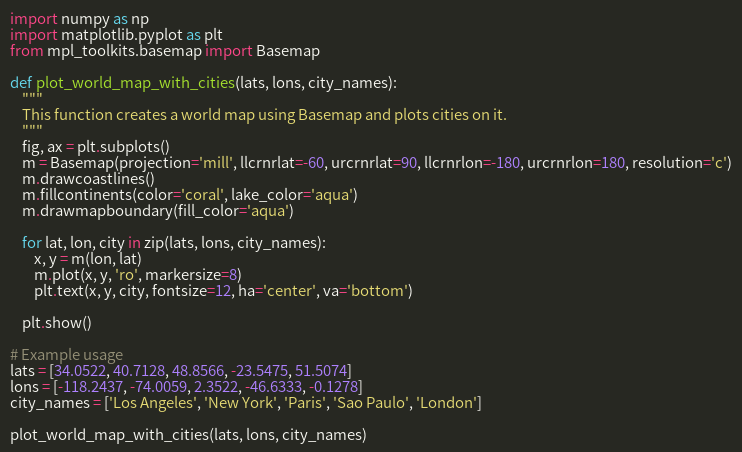 import numpy as np
import matplotlib.pyplot as plt
from mpl_toolkits.basemap import Basemap

def plot_world_map_with_cities(lats, lons, city_names):
    """
    This function creates a world map using Basemap and plots cities on it.
    """
    fig, ax = plt.subplots()
    m = Basemap(projection='mill', llcrnrlat=-60, urcrnrlat=90, llcrnrlon=-180, urcrnrlon=180, resolution='c')
    m.drawcoastlines()
    m.fillcontinents(color='coral', lake_color='aqua')
    m.drawmapboundary(fill_color='aqua')

    for lat, lon, city in zip(lats, lons, city_names):
        x, y = m(lon, lat)
        m.plot(x, y, 'ro', markersize=8)
        plt.text(x, y, city, fontsize=12, ha='center', va='bottom')

    plt.show()

# Example usage
lats = [34.0522, 40.7128, 48.8566, -23.5475, 51.5074]
lons = [-118.2437, -74.0059, 2.3522, -46.6333, -0.1278]
city_names = ['Los Angeles', 'New York', 'Paris', 'Sao Paulo', 'London']

plot_world_map_with_cities(lats, lons, city_names)